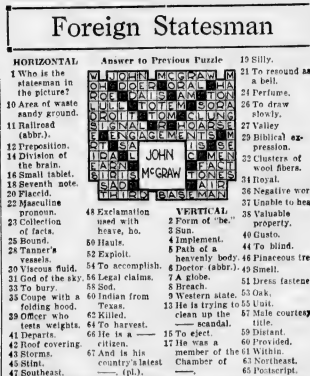 Foreign Statesman
HORIZONTAL
1 Who is the
statesman in
the picture?
10 Area of waste
sandy ground.
11 Railroad
(abbr.).
12 Preposition.
14 Division of
the brain.
16 Small tablet.
18 Seventh note.
20 Flaccid.
22 Masculine
pronoun.
23 Collection
of facts.
25 Bound.
28 Tanner's
vessels.
30 Viscous fluid.
31 God of the sky.
33 To bury.
35 Coupe with a
folding hood.
39 Officer who
tests weights.
41 Departs.
42 Roof covering.
43 Storms.
45 Stint.
47 Southeast.
Answer to Previous Puzzle
JOHN
McGRAW
48 Exclamation
used with
heave, ho.
50 Hauls.
52 Exploit.
54 To accomplish.
56 Legal claims.
58 Sod.
60 Indian from
Texas.
62 Killed.
64 To harvest.
66 He is a —
citizen.
67 And is his
country's latest
—. (pl.).
VERTICAL
2 Form of "be."
3 Sun.
4 Implement.
5 Path of a
heavenly body.
6 Doctor (abbr.).
7 A globe.
8 Breach.
9 Western state.
13 He is trying to
clean up the
— scandal.
15 To eject.
17 He was a
member of the
Chamber of
—.
19 Silly.
21 To resound as
a bell.
24 Perfume.
26 To draw
slowly.
27 Valley
29 Biblical ex-
pression.
32 Clusters of
wool fibers.
34 Royal.
36 Negative word.
37 Unable to hear
38 Valuable
property.
40 Gusto.
44 To blind.
46 Pinaceous tree
49 Smell.
51 Dress fastener
53 Oak.
55 Unit.
57 Male courtesy
title.
59 Distant.
60 Provided.
61 Within.
63 Northeast.
65 Postscript.